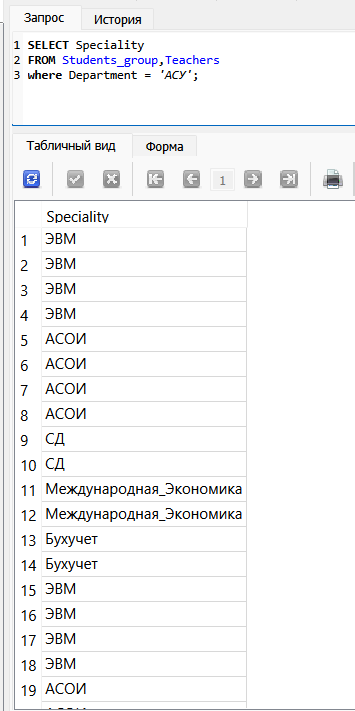 Запрос История
1 SELECT Speciality
2 FROM Students_group,Teachers
3 where Department = 'АСУ';
Табличный вид Форма
1
Speciality
1 ЭВМ
2 ЭВМ
3 ЭВМ
4 ЭВМ
5 АСОИ
6 АСОИ
7 АСОИ
8 АСОИ
9 СД
10 СД
11 Международная_Экономика
12 Международная_Экономика
13 Бухучет
14 Бухучет
15 ЭВМ
16 ЭВМ
17 ЭВМ
18 ЭВМ
19 АСОИ